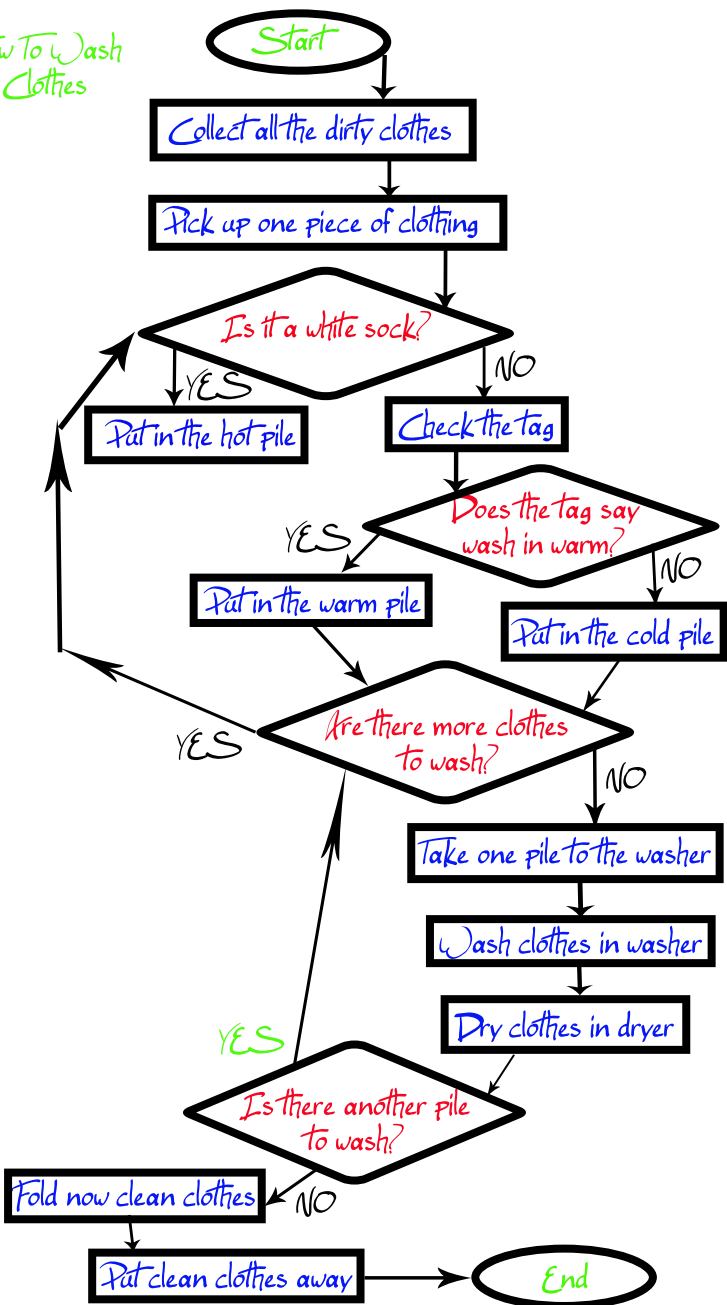 To Wash
Clothes
Start
Collect all the dirty clothes
Pick up one piece of clothing
Is it a white sock?
YES
NO
Put in the hot pile
Check the tag
Does the tag say
wash in warm?
YES
NO
Put in the warm pile
Put in the cold pile
Are there more clothes
to wash?
YES
NO
Take one pile to the washer
Wash clothes in washer
Dry clothes in dryer
YES
Is there another pile
to wash?
NO
Fold now clean clothes
Put clean clothes away
End